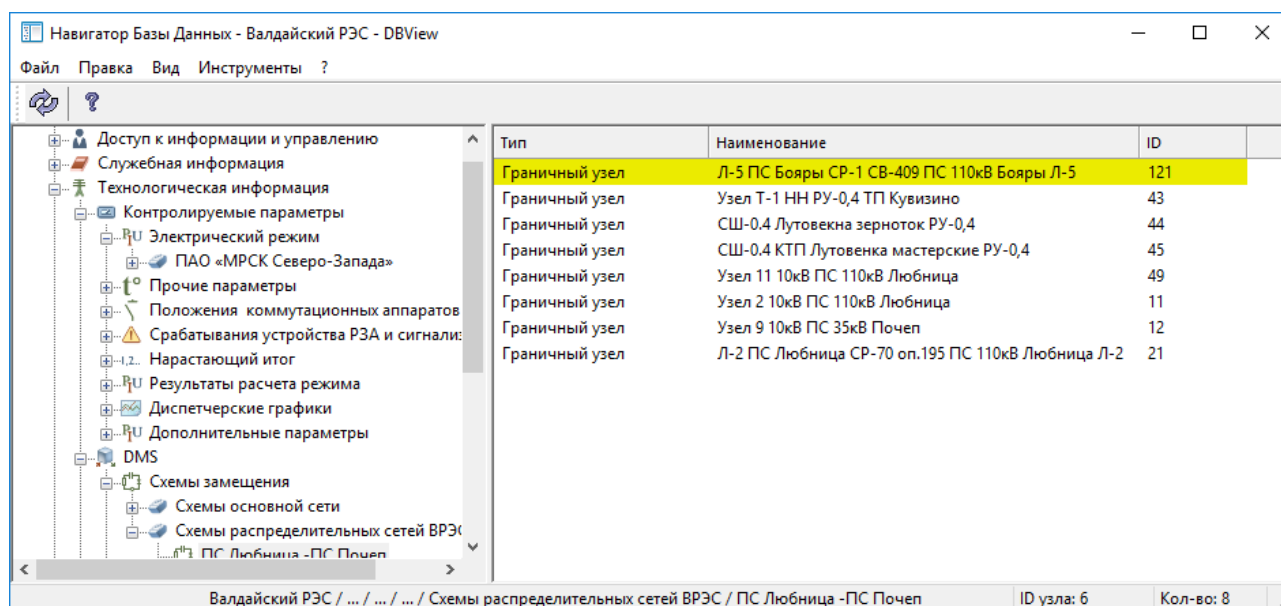 Навигатор Базы Данных - Валдайский РЭС - DBView
Файл Правка Вид Инструменты ?
Доступ к информации и управлению
Служебная информация
Технологическая информация
Контролируемые параметры
Электрический режим
ПАО «МРСК Северо-Запада»
Прочие параметры
Положения коммутационных аппаратов
Срабатывания устройства РЗА и сигнализ
Нарастающий итог
Результаты расчета режима
Диспетчерские графики
Дополнительные параметры
DMS
Схемы замещения
Схемы основной сети
Схемы распределительных сетей ВРЭС
ПС Любница -ПС Почеп
Тип Наименование ID
Граничный узел Л-5 ПС Бояры СР-1 СВ-409 ПС 110кВ Бояры Л-5 121
Граничный узел Узел Т-1 НН РУ-0,4 ТП Кувизино 43
Граничный узел СШ-0.4 Лутовекна зерноток РУ-0,4 44
Граничный узел СШ-0.4 КТП Лутовенка мастерские РУ-0,4 45
Граничный узел Узел 11 10кВ ПС 110кВ Любница 49
Граничный узел Узел 2 10кВ ПС 110кВ Любница 11
Граничный узел Узел 9 10кВ ПС 35кВ Почеп 12
Граничный узел Л-2 ПС Любница СР-70 оп.195 ПС 110кВ Любница Л-2 21
Валдайский РЭС / ... / ... / ... / Схемы распределительных сетей ВРЭС / ПС Любница -ПС Почеп ID узла: 6 Кол-во: 8